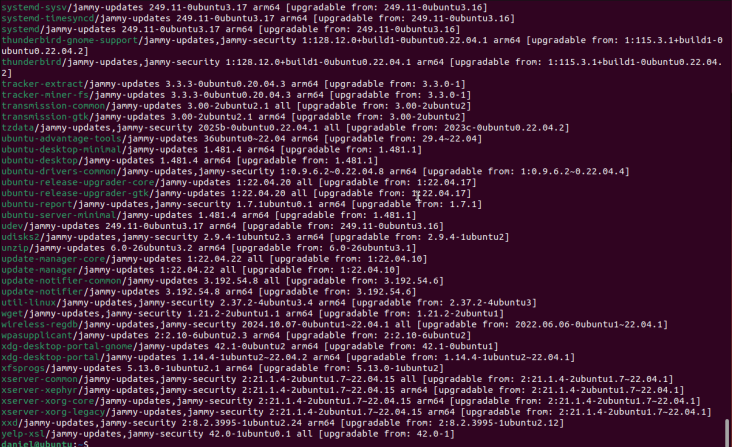 systemd-sysv/jammy-updates 249.11-0ubuntu3.17 arm64 [upgradable from: 249.11-0ubuntu3.16]
systemd-timesyncd/jammy-updates 249.11-0ubuntu3.17 arm64 [upgradable from: 249.11-0ubuntu3.16]
systemd/jammy-updates 249.11-0ubuntu3.17 arm64 [upgradable from: 249.11-0ubuntu3.16]
thunderbird-gnome-support/jammy-updates,jammy-security 1:128.12.0+build1-0ubuntu0.22.04.1 arm64 [upgradable from: 1:115.3.1+build1-0
ubuntu0.22.04.2]
thunderbird/jammy-updates,jammy-security 1:128.12.0+build1-0ubuntu0.22.04.1 arm64 [upgradable from: 1:115.3.1+build1-0ubuntu0.22.04.
2]
tracker-extract/jammy-updates 3.3.3-0ubuntu0.20.04.3 arm64 [upgradable from: 3.3.0-1]
tracker-miner-fs/jammy-updates 3.3.3-0ubuntu0.20.04.3 arm64 [upgradable from: 3.3.0-1]
transmission-common/jammy-updates 3.00-2ubuntu2.1 all [upgradable from: 3.00-2ubuntu2]
transmission-gtk/jammy-updates 3.00-2ubuntu2.1 arm64 [upgradable from: 3.00-2ubuntu2]
tzdata/jammy-updates,jammy-security 2025b-0ubuntu0.22.04.1 all [upgradable from: 2023c-0ubuntu0.22.04.2]
ubuntu-advantage-tools/jammy-updates 36ubuntu0~22.04 arm64 [upgradable from: 29.4~22.04]
ubuntu-desktop-minimal/jammy-updates 1.481.4 arm64 [upgradable from: 1.481.1]
ubuntu-desktop/jammy-updates 1.481.4 arm64 [upgradable from: 1.481.1]
ubuntu-drivers-common/jammy-updates,jammy-security 1:0.9.6.2~0.22.04.8 arm64 [upgradable from: 1:0.9.6.2~0.22.04.4]
ubuntu-release-upgrader-core/jammy-updates 1:22.04.20 all [upgradable from: 1:22.04.17]
ubuntu-release-upgrader-gtk/jammy-updates 1:22.04.20 all [upgradable from: 1:22.04.17]
ubuntu-report/jammy-updates,jammy-security 1.7.1ubuntu0.1 arm64 [upgradable from: 1.7.1]
ubuntu-server-minimal/jammy-updates 1.481.4 arm64 [upgradable from: 1.481.1]
udev/jammy-updates 249.11-0ubuntu3.17 arm64 [upgradable from: 249.11-0ubuntu3.16]
udisks2/jammy-updates,jammy-security 2.9.4-1ubuntu2.3 arm64 [upgradable from: 2.9.4-1ubuntu2]
unzip/jammy-updates 6.0-26ubuntu3.2 arm64 [upgradable from: 6.0-26ubuntu3.1]
update-manager-core/jammy-updates 1:22.04.22 all [upgradable from: 1:22.04.10]
update-manager/jammy-updates 1:22.04.22 all [upgradable from: 1:22.04.10]
update-notifier-common/jammy-updates 3.192.54.8 all [upgradable from: 3.192.54.6]
update-notifier/jammy-updates 3.192.54.8 arm64 [upgradable from: 3.192.54.6]
util-linux/jammy-updates,jammy-security 2.37.2-4ubuntu3.4 arm64 [upgradable from: 2.37.2-4ubuntu3]
wget/jammy-updates,jammy-security 1.21.2-2ubuntu1.1 arm64 [upgradable from: 1.21.2-2ubuntu1]
wireless-regdb/jammy-updates,jammy-security 2024.10.07-0ubuntu1~22.04.1 all [upgradable from: 2022.06.06-0ubuntu1~22.04.1]
wpasupplicant/jammy-updates 2:2.10-6ubuntu2.3 arm64 [upgradable from: 2:2.10-6ubuntu2]
xdg-desktop-portal-gnome/jammy-updates 42.1-0ubuntu2 arm64 [upgradable from: 42.1-0ubuntu1]
xdg-desktop-portal/jammy-updates 1.14.4-1ubuntu2~22.04.2 arm64 [upgradable from: 1.14.4-1ubuntu2~22.04.1]
xfsprogs/jammy-updates 5.13.0-1ubuntu2.1 arm64 [upgradable from: 5.13.0-1ubuntu2]
xserver-common/jammy-updates,jammy-security 2:21.1.4-2ubuntu1.7~22.04.15 all [upgradable from: 2:21.1.4-2ubuntu1.7~22.04.1]
xserver-xephyr/jammy-updates,jammy-security 2:21.1.4-2ubuntu1.7~22.04.15 arm64 [upgradable from: 2:21.1.4-2ubuntu1.7~22.04.1]
xserver-xorg-core/jammy-updates,jammy-security 2:21.1.4-2ubuntu1.7~22.04.15 arm64 [upgradable from: 2:21.1.4-2ubuntu1.7~22.04.1]
xserver-xorg-legacy/jammy-updates,jammy-security 2:21.1.4-2ubuntu1.7~22.04.15 arm64 [upgradable from: 2:21.1.4-2ubuntu1.7~22.04.1]
xxd/jammy-updates,jammy-security 2:8.2.3995-1ubuntu2.24 arm64 [upgradable from: 2:8.2.3995-1ubuntu2.12]
yelp-xsl/jammy-updates,jammy-security 42.0-1ubuntu0.1 all [upgradable from: 42.0-1]
daniel@ubuntu:~$